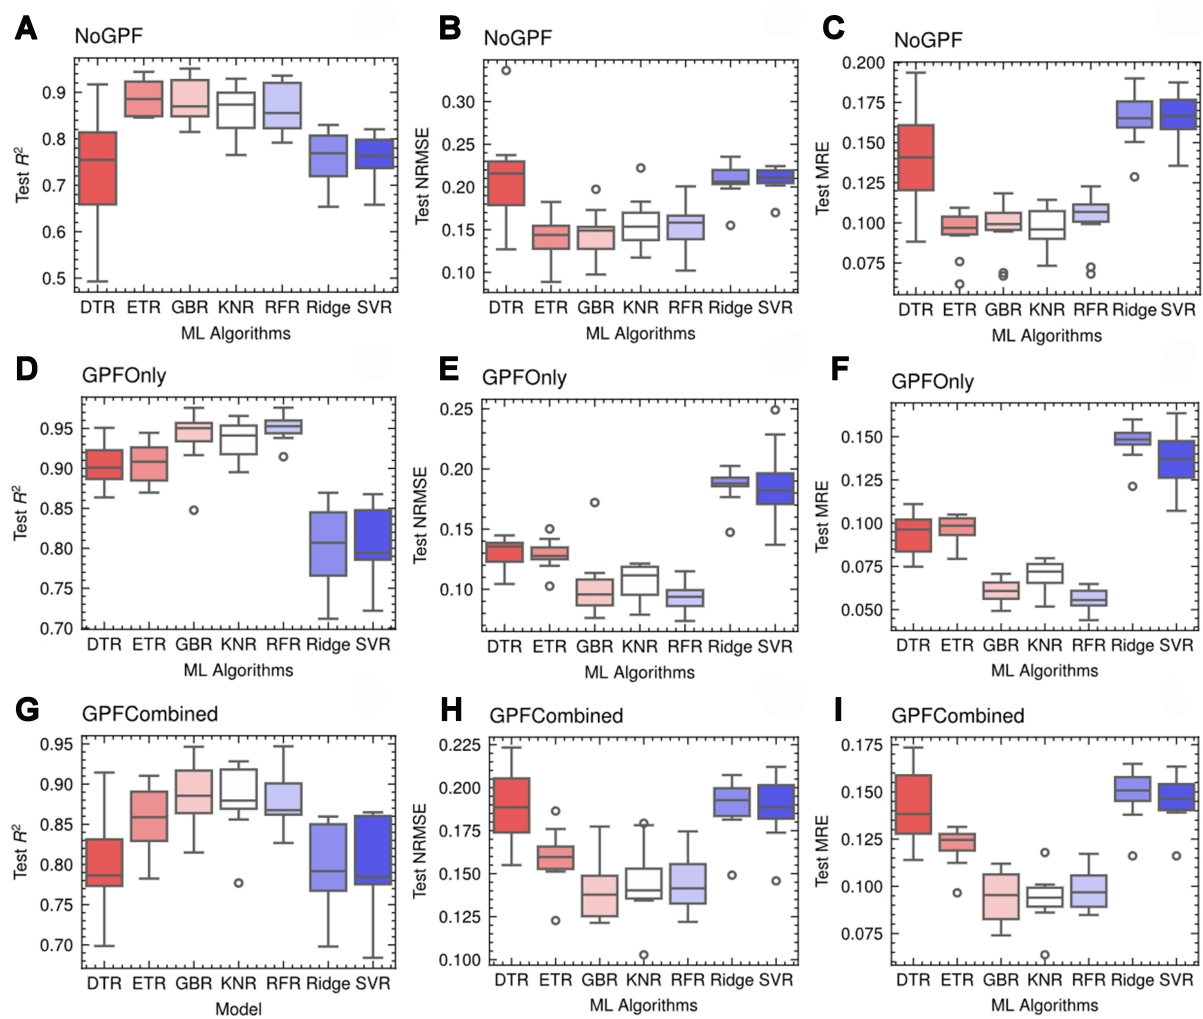 A
NoGPF
Test R²
0.9
0.8
0.7
0.6
0.5
DTR ETR GBR KNR RFR Ridge SVR
ML Algorithms
B
NoGPF
Test NRMSE
0.30
0.25
0.20
0.15
0.10
DTR ETR GBR KNR RFR Ridge SVR
ML Algorithms
C
NoGPF
Test MRE
0.200
0.175
0.150
0.125
0.100
0.075
DTR ETR GBR KNR RFR Ridge SVR
ML Algorithms
D
GPFOnly
Test R²
0.95
0.90
0.85
0.80
0.75
0.70
DTR ETR GBR KNR RFR Ridge SVR
ML Algorithms
E
GPFOnly
Test NRMSE
0.25
0.20
0.15
0.10
DTR ETR GBR KNR RFR Ridge SVR
ML Algorithms
F
GPFOnly
Test MRE
0.150
0.125
0.100
0.075
0.050
DTR ETR GBR KNR RFR Ridge SVR
ML Algorithms
G
GPFCombined
Test R²
0.95
0.90
0.85
0.80
0.75
0.70
DTR ETR GBR KNR RFR Ridge SVR
Model
H
GPFCombined
Test NRMSE
0.225
0.200
0.175
0.150
0.125
0.100
DTR ETR GBR KNR RFR Ridge SVR
ML Algorithms
I
GPFCombined
Test MRE
0.175
0.150
0.125
0.100
0.075
DTR ETR GBR KNR RFR Ridge SVR
ML Algorithms